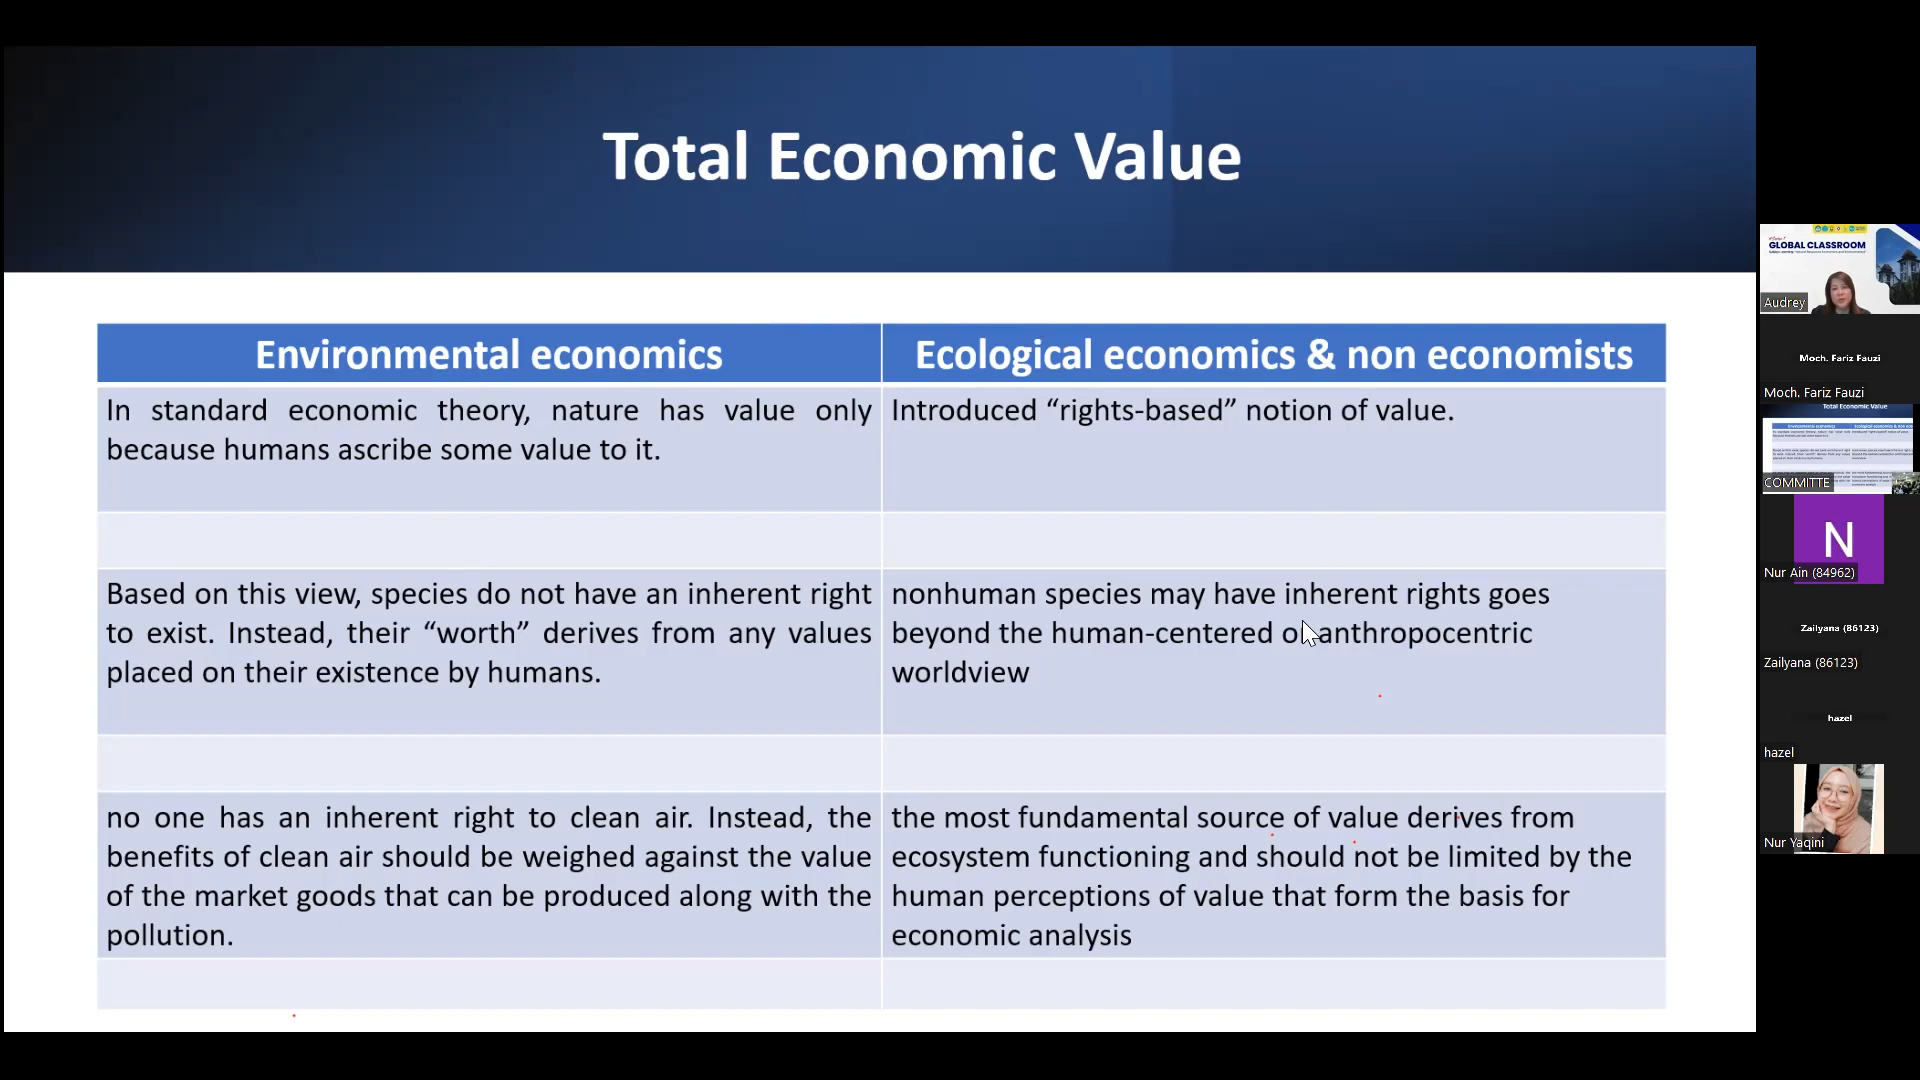 Total Economic Value
Environmental economics
Ecological economics & non economists
In standard economic theory, nature has value only
because humans ascribe some value to it.
Introduced “rights-based” notion of value.
Based on this view, species do not have an inherent right
to exist. Instead, their “worth” derives from any values
placed on their existence by humans.
nonhuman species may have inherent rights goes
beyond the human-centered or anthropocentric
worldview
no one has an inherent right to clean air. Instead, the
benefits of clean air should be weighed against the value
of the market goods that can be produced along with the
pollution.
the most fundamental source of value derives from
ecosystem functioning and should not be limited by the
human perceptions of value that form the basis for
economic analysis
GLOBAL CLASSROOM
Audrey
Moch. Fariz Fauzi
Moch. Fariz Fauzi
Total Economic Value
Environmental economics
COMMITTE
N
Nur Ain (84962)
Zailyana (86123)
Zailyana (86123)
hazel
hazel
Nur Yaqini